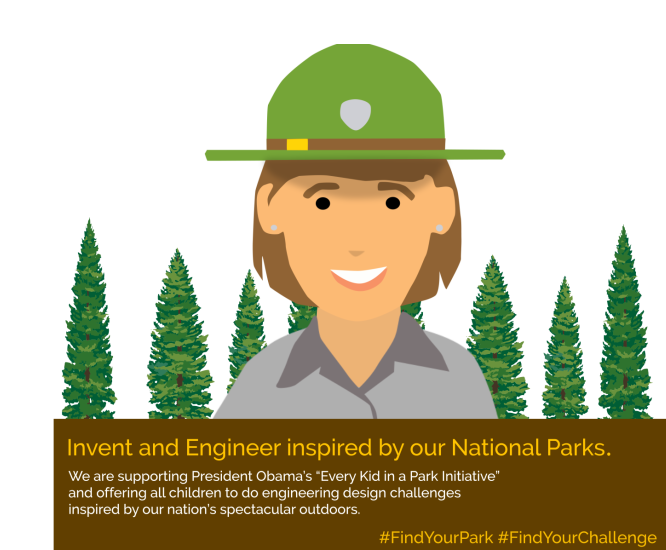 Invent and Engineer inspired by our National Parks.
We are supporting President Obama's “Every Kid in a Park Initiative”
and offering all children to do engineering design challenges
inspired by our nation's spectacular outdoors.
#FindYourPark #FindYourChallenge